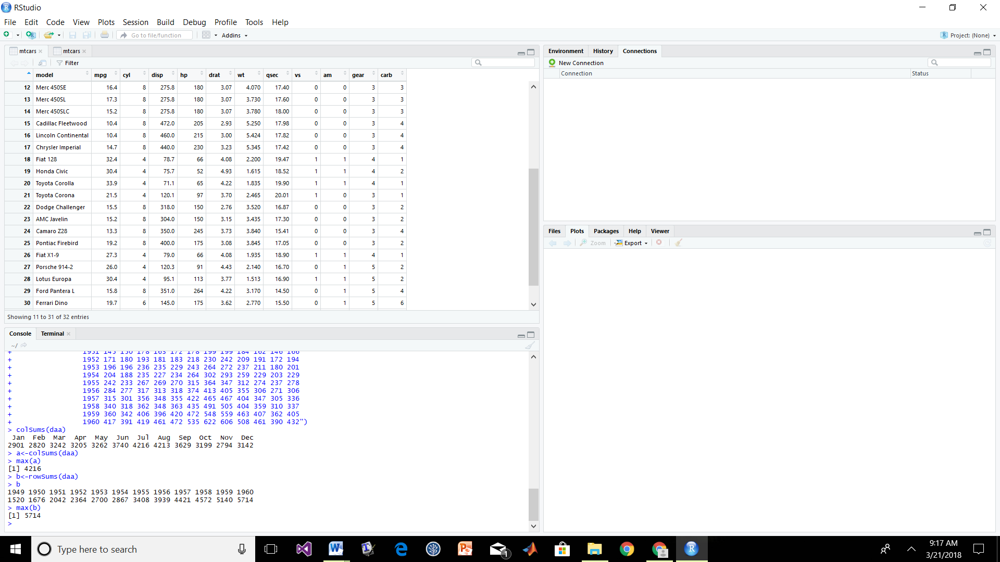 RStudio
File Edit Code View Plots Session Build Debug Profile Tools Help
Go to file/function Addins Project: (None)
mtcars mtcars
Filter
model mpg cyl disp hp drat wt qsec vs am gear carb
12 Merc 450SE 16.4 8 275.8 180 3.07 4.070 17.40 0 0 3 3
13 Merc 450SL 17.3 8 275.8 180 3.07 3.730 17.60 0 0 3 3
14 Merc 450SLC 15.2 8 275.8 180 3.07 3.780 18.00 0 0 3 3
15 Cadillac Fleetwood 10.4 8 472.0 205 2.93 5.250 17.98 0 0 3 4
16 Lincoln Continental 10.4 8 460.0 215 3.00 5.424 17.82 0 0 3 4
17 Chrysler Imperial 14.7 8 440.0 230 3.23 5.345 17.42 0 0 3 4
18 Fiat 128 32.4 4 78.7 66 4.08 2.200 19.47 1 1 4 1
19 Honda Civic 30.4 4 75.7 52 4.93 1.615 18.52 1 1 4 2
20 Toyota Corolla 33.9 4 71.1 65 4.22 1.835 19.90 1 1 4 1
21 Toyota Corona 21.5 4 120.1 97 3.70 2.465 20.01 1 0 3 1
22 Dodge Challenger 15.5 8 318.0 150 2.76 3.520 16.87 0 0 3 2
23 AMC Javelin 15.2 8 304.0 150 3.15 3.435 17.30 0 0 3 2
24 Camaro Z28 13.3 8 350.0 245 3.73 3.840 15.41 0 0 3 4
25 Pontiac Firebird 19.2 8 400.0 175 3.08 3.845 17.05 0 0 3 2
26 Fiat X1-9 27.3 4 79.0 66 4.08 1.935 18.90 1 1 4 1
27 Porsche 914-2 26.0 4 120.3 91 4.43 2.140 16.70 0 1 5 2
28 Lotus Europa 30.4 4 95.1 113 3.77 1.513 16.90 1 1 5 2
29 Ford Pantera L 15.8 8 351.0 264 4.22 3.170 14.50 0 1 5 4
30 Ferrari Dino 19.7 6 145.0 175 3.62 2.770 15.50 0 1 5 6
Showing 11 to 31 of 32 entries
Console Terminal
~/
+ 1951 145 150 178 163 172 178 199 199 184 162 146 166
+ 1952 171 180 193 181 183 218 230 242 209 191 172 194
+ 1953 196 196 236 235 229 243 264 272 237 211 180 201
+ 1954 204 188 235 227 234 264 302 293 259 229 203 229
+ 1955 242 233 267 269 270 315 364 347 312 274 237 278
+ 1956 284 277 317 313 318 374 413 405 355 306 271 306
+ 1957 315 301 356 348 355 422 465 467 404 347 305 336
+ 1958 340 318 362 348 363 435 491 505 404 359 310 337
+ 1959 360 342 406 396 420 472 548 559 463 407 362 405
+ 1960 417 391 419 461 472 535 622 606 508 461 390 432")
> colSums(daa)
Jan Feb Mar Apr May Jun Jul Aug Sep Oct Nov Dec
2901 2820 3242 3205 3262 3740 4216 4213 3629 3199 2794 3142
> a<-colSums(daa)
> max(a)
[1] 4216
> b<-rowSums(daa)
> b
1949 1950 1951 1952 1953 1954 1955 1956 1957 1958 1959 1960
1520 1676 2042 2364 2700 2867 3408 3939 4421 4572 5140 5714
> max(b)
[1] 5714
>
Environment History Connections
New Connection
Connection Status
Files Plots Packages Help Viewer
Zoom Export
Type here to search
1
9:17 AM
3/21/2018